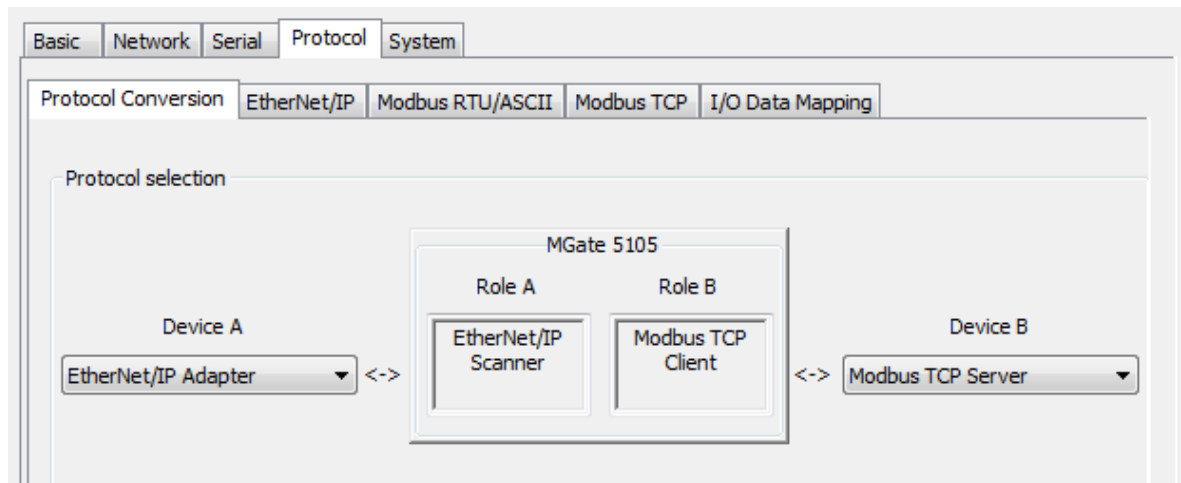 Basic Network Serial Protocol System
Protocol Conversion EtherNet/IP Modbus RTU/ASCII Modbus TCP I/O Data Mapping
Protocol selection
MGate 5105
Role A Role B
Device A
EtherNet/IP Adapter
<->
EtherNet/IP
Scanner
Modbus TCP
Client
<->
Device B
Modbus TCP Server